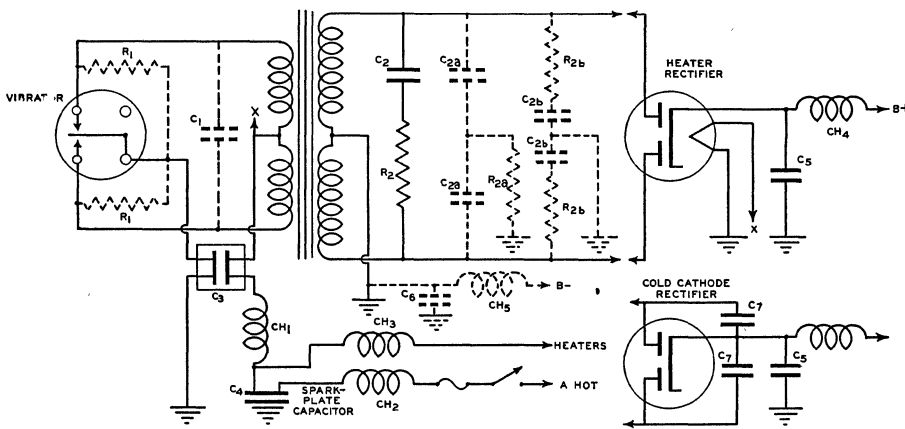 R1
VIBRATOR
R1
C1
X
C2
R2
C2a
C2a
R2a
R2b
C2b
C2b
R2b
HEATER
RECTIFIER
CH4
B+
C5
X
C3
CH1
C6
CH5
B-
CH3
HEATERS
C4
SPARK-
PLATE
CAPACITOR
CH2
A HOT
COLD CATHODE
RECTIFIER
C7
C7
C5